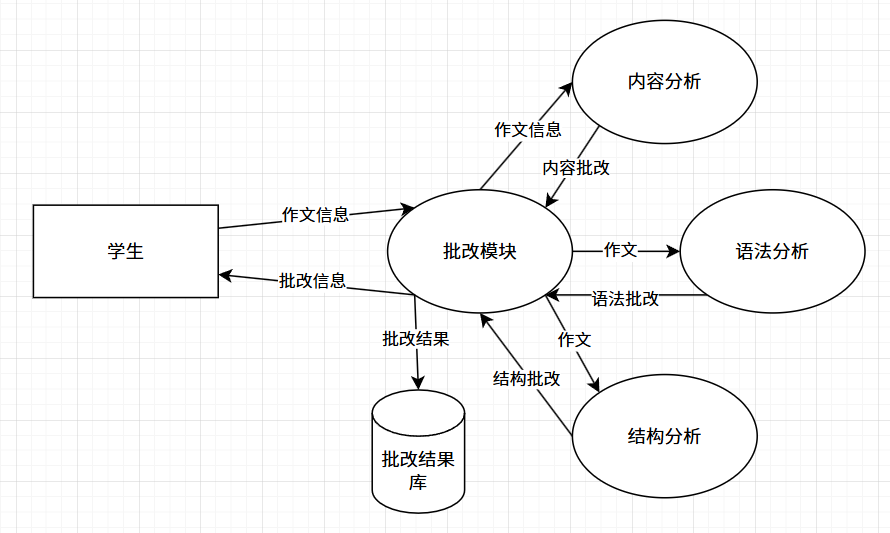 内容分析
作文信息
内容批改
学生
作文信息
批改信息
批改模块
作文
语法分析
语法批改
批改结果
作文
结构批改
结构分析
批改结果
库